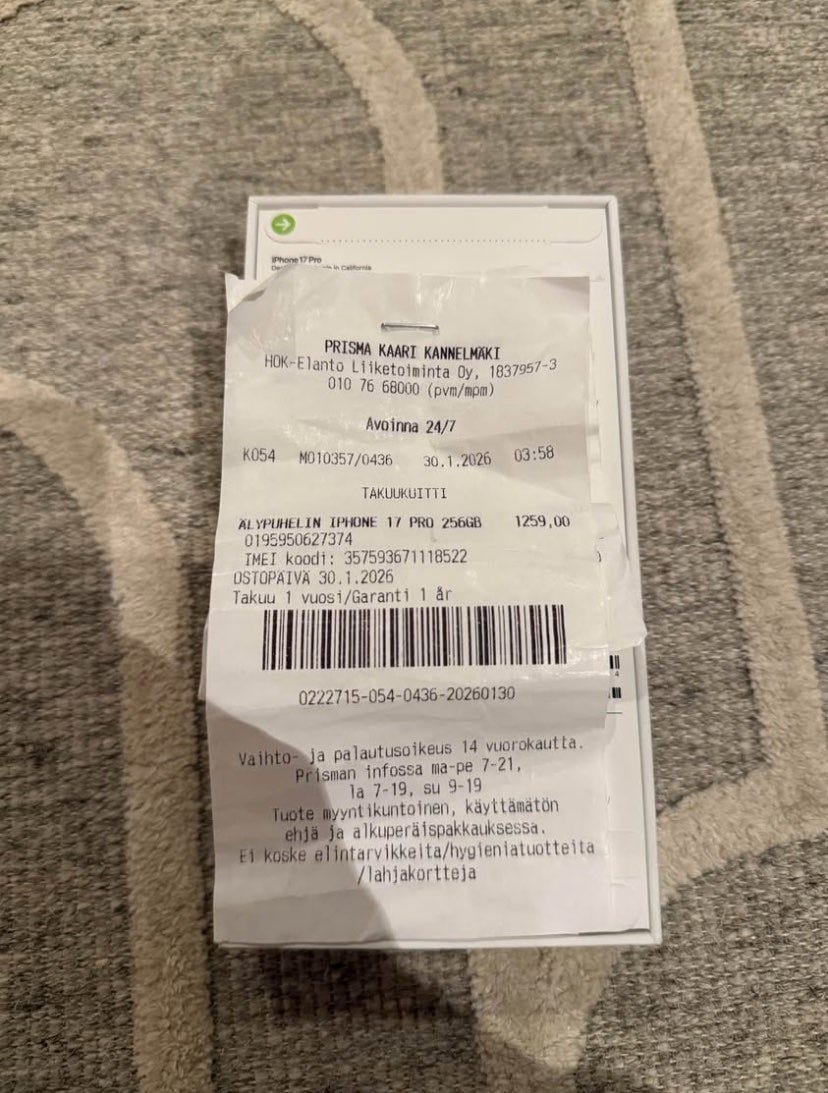 iPhone 17 Pro
in California
PRISMA KAARI KANNELMÄKI
HOK-Elanto Liiketoiminta Oy, 1837957-3
010 76 68000 (pvm/mpm)
Avoinna 24/7
K054 M010357/0436 30.1.2026 03:58
TAKUUKUITTI
ÄLYPUHELIN IPHONE 17 PRO 256GB 1259,00
0195950627374
IMEI koodi: 357593671118522
OSTOPÄIVÄ 30.1.2026
Takuu 1 vuosi/Garanti 1 år
0222715-054-0436-20260130
Vaihto- ja palautusoikeus 14 vuorokautta.
Prisman infossa ma-pe 7-21,
la 7-19, su 9-19
Tuote myyntikuntoinen, käyttämätön
ehjä ja alkuperäispakkauksessa.
Ei koske elintarvikkeita/hygieniatuotteita
/lahjakortteja